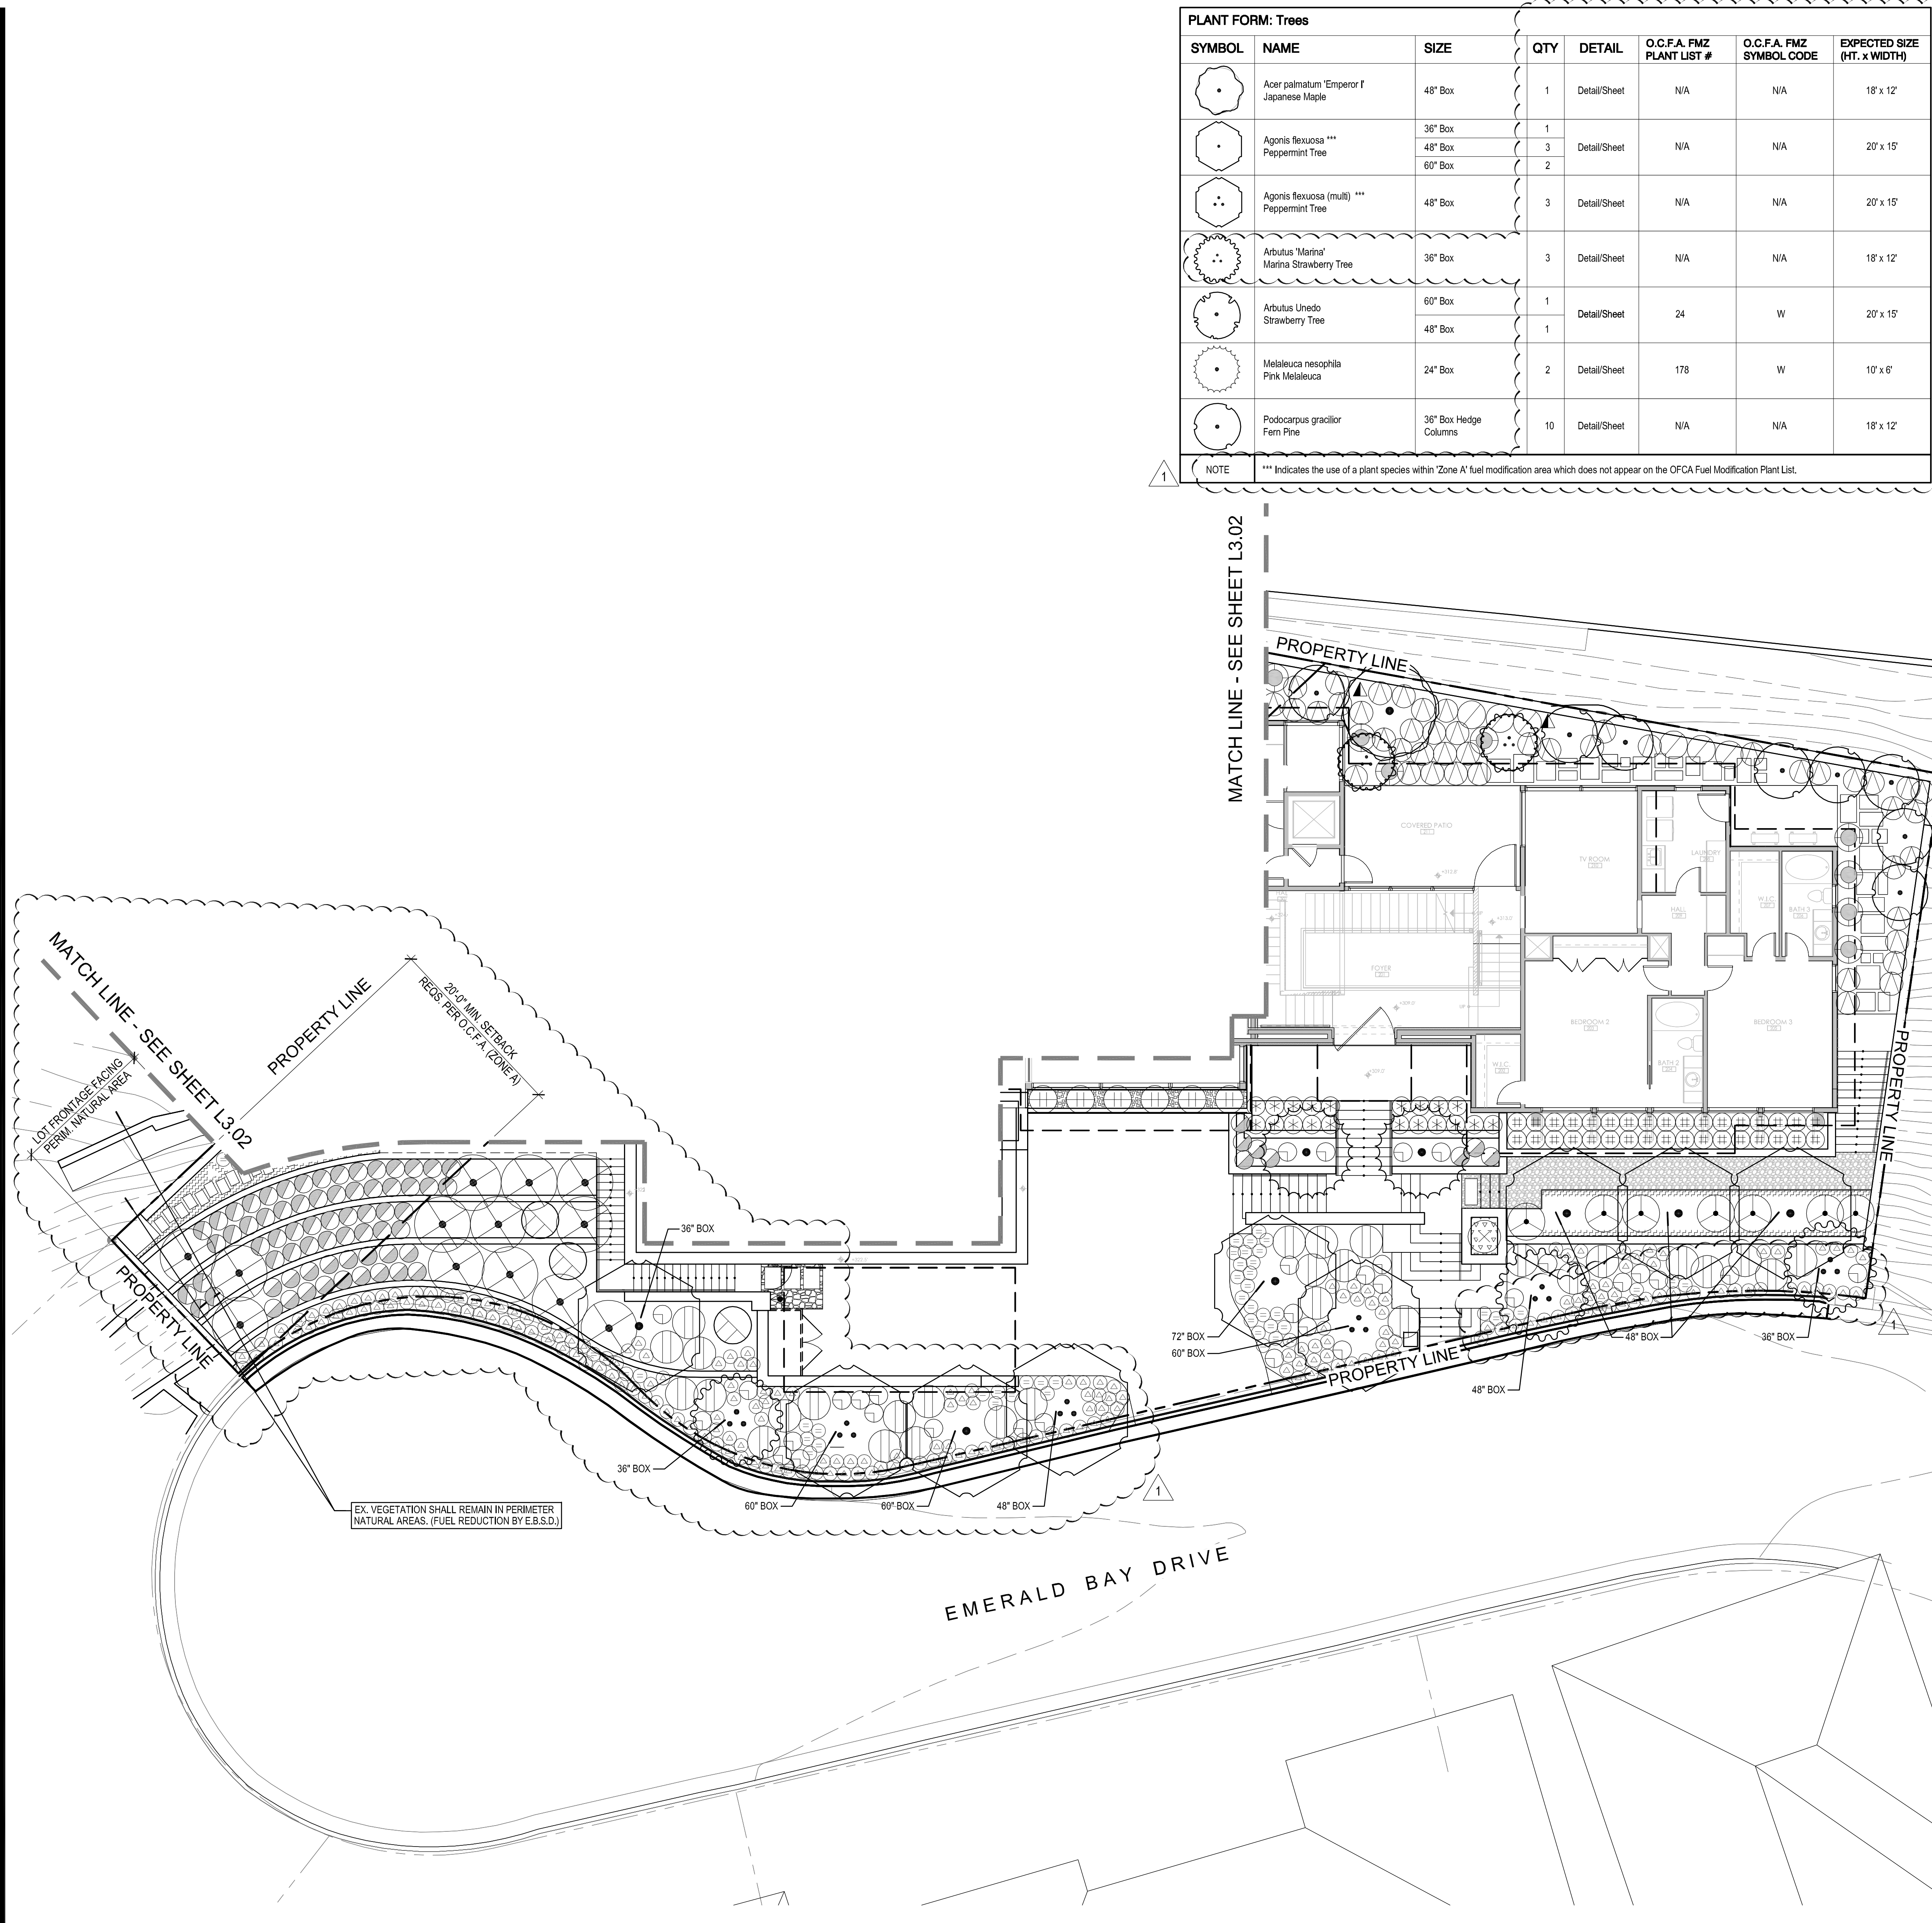 PLANT FORM: Trees
SYMBOL NAME SIZE QTY DETAIL O.C.F.A. FMZ PLANT LIST # O.C.F.A. FMZ SYMBOL CODE EXPECTED SIZE (HT. x WIDTH)
Acer palmatum 'Emperor I'
Japanese Maple
48" Box 1 Detail/Sheet N/A N/A 18' x 12'
Agonis flexuosa ***
Peppermint Tree
36" Box 1
48" Box 3 Detail/Sheet N/A N/A 20' x 15'
60" Box 2
Agonis flexuosa (multi) ***
Peppermint Tree
48" Box 3 Detail/Sheet N/A N/A 20' x 15'
Arbutus 'Marina'
Marina Strawberry Tree
36" Box 3 Detail/Sheet N/A N/A 18' x 12'
Arbutus Unedo
Strawberry Tree
60" Box 1
48" Box 1
Detail/Sheet 24 W 20' x 15'
Melaleuca nesophila
Pink Melaleuca
24" Box 2 Detail/Sheet 178 W 10' x 6'
Podocarpus gracilior
Fern Pine
36" Box Hedge
Columns
10 Detail/Sheet N/A N/A 18' x 12'
1
NOTE *** Indicates the use of a plant species within 'Zone A' fuel modification area which does not appear on the OFCA Fuel Modification Plant List.
MATCH LINE - SEE SHEET L3.02
PROPERTY LINE
COVERED PATIO
TV ROOM
LAUNDRY
HALL
W.I.C.
BATH 3
FOYER
BEDROOM 2
BEDROOM 3
BATH 2
W.I.C.
PROPERTY LINE
MATCH LINE - SEE SHEET L3.02
PROPERTY LINE
20'-0" MIN. SETBACK
REQS. PER O.C.F.A. (ZONE A)
LOT FRONTAGE FACING
PERIM. NATURAL AREA
PROPERTY LINE
36" BOX
72" BOX
60" BOX
48" BOX
36" BOX
1
PROPERTY LINE
48" BOX
36" BOX
60" BOX
60" BOX
48" BOX
1
EX. VEGETATION SHALL REMAIN IN PERIMETER
NATURAL AREAS. (FUEL REDUCTION BY E.B.S.D.)
EMERALD BAY DRIVE